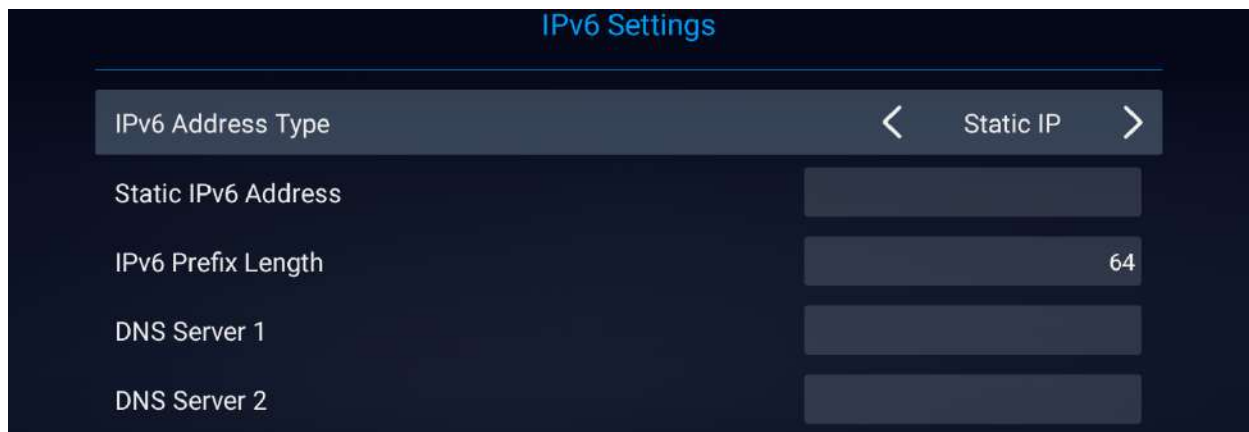 IPv6 Settings
IPv6 Address Type Static IP
Static IPv6 Address
IPv6 Prefix Length 64
DNS Server 1
DNS Server 2